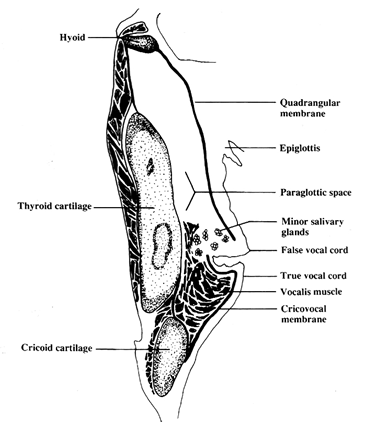 Hyoid
Quadrangular
membrane
Epiglottis
Paraglottic space
Thyroid cartilage
Minor salivary
glands
False vocal cord
True vocal cord
Vocalis muscle
Cricovocal
membrane
Cricoid cartilage